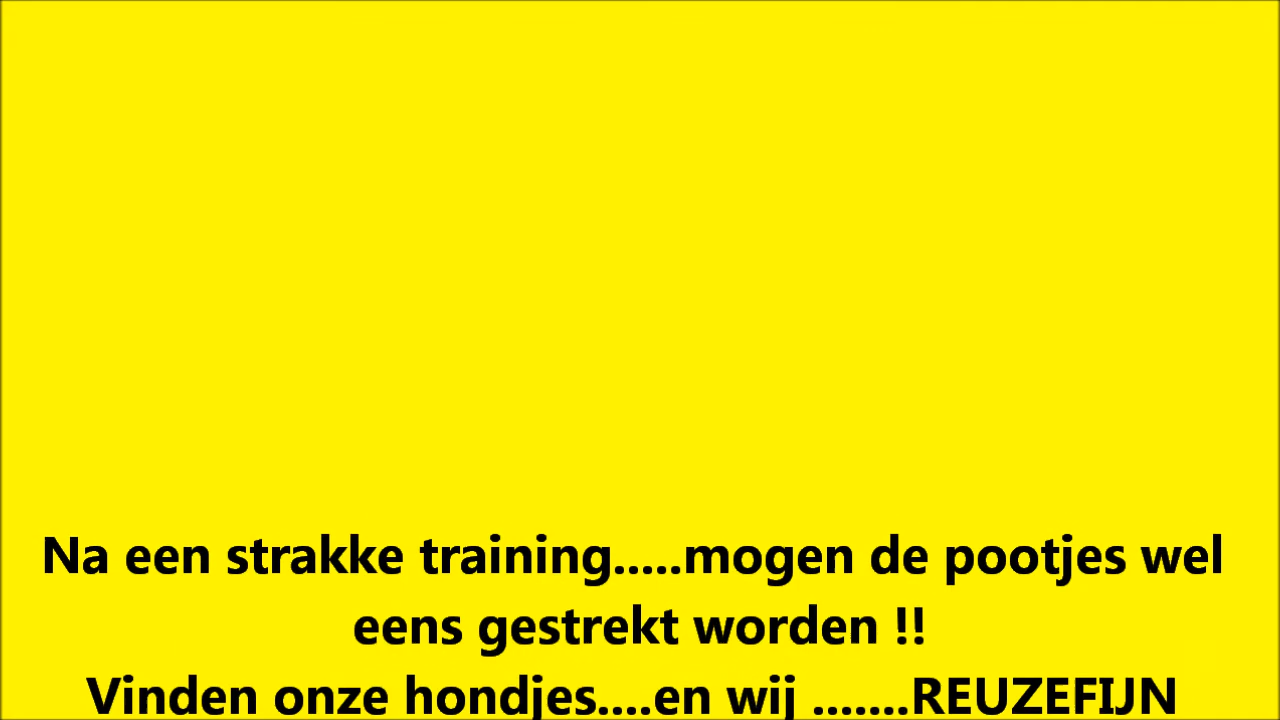 Na een strakke training.....mogen de pootjes wel
eens gestrekt worden !!
Vinden onze hondjes....en wij .......REUZEFIJN